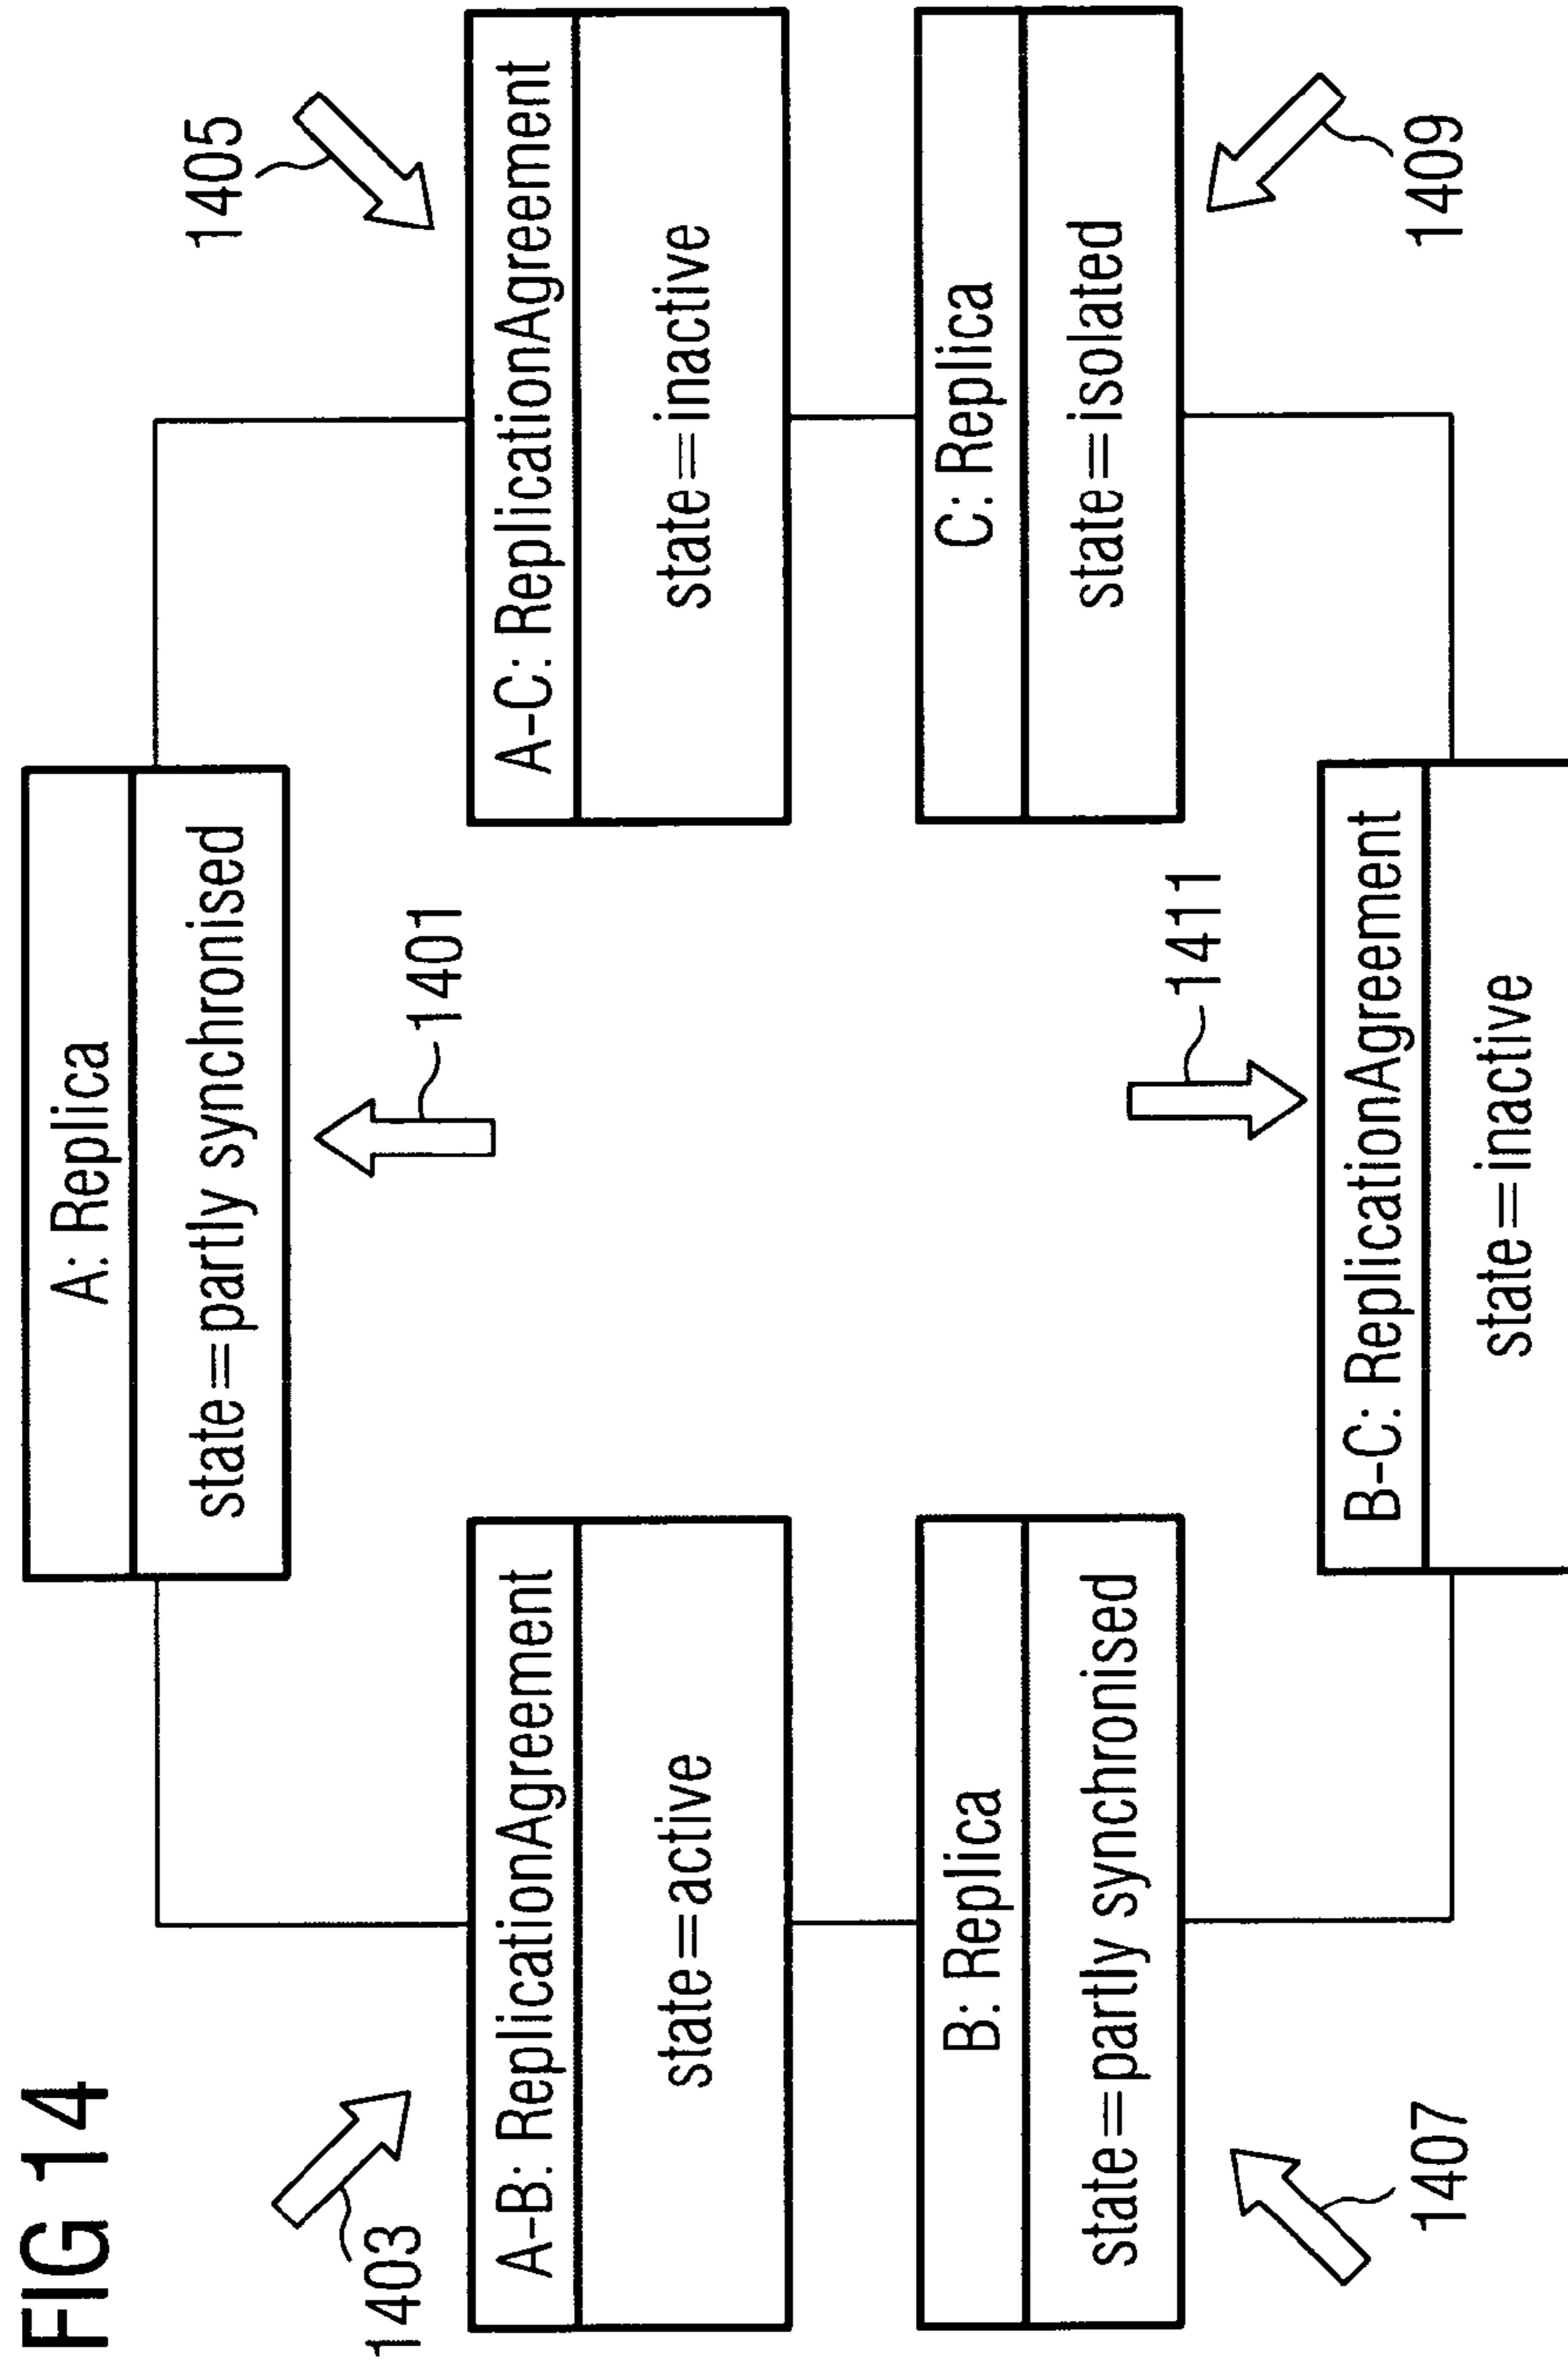 FIG 14
A: Replica
state=partly synchronised
1401
1403
A-B: ReplicationAgreement
state=active
1405
A-C: ReplicationAgreement
state=inactive
B: Replica
state=partly synchronised
1407
C: Replica
state=isolated
1409
1411
B-C: ReplicationAgreement
state=inactive